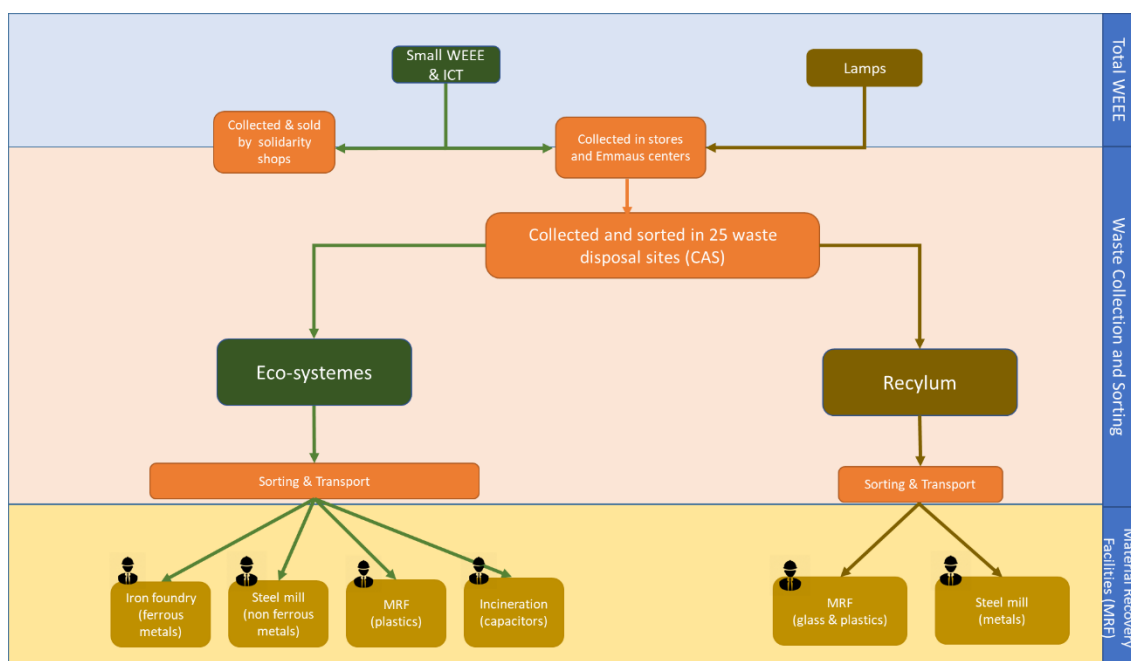 Small WEEE
& ICT
Lamps
Total WEEE
Collected & sold
by solidarity
shops
Collected in stores
and Emmaus centers
Collected and sorted in 25 waste
disposal sites (CAS)
Waste Collection and Sorting
Eco-systemes
Recylum
Sorting & Transport
Sorting & Transport
Iron foundry
(ferrous
metals)
Steel mill
(non ferrous
metals)
MRF
(plastics)
Incineration
(capacitors)
MRF
(glass & plastics)
Steel mill
(metals)
Material Recovery
Facilities (MRF)